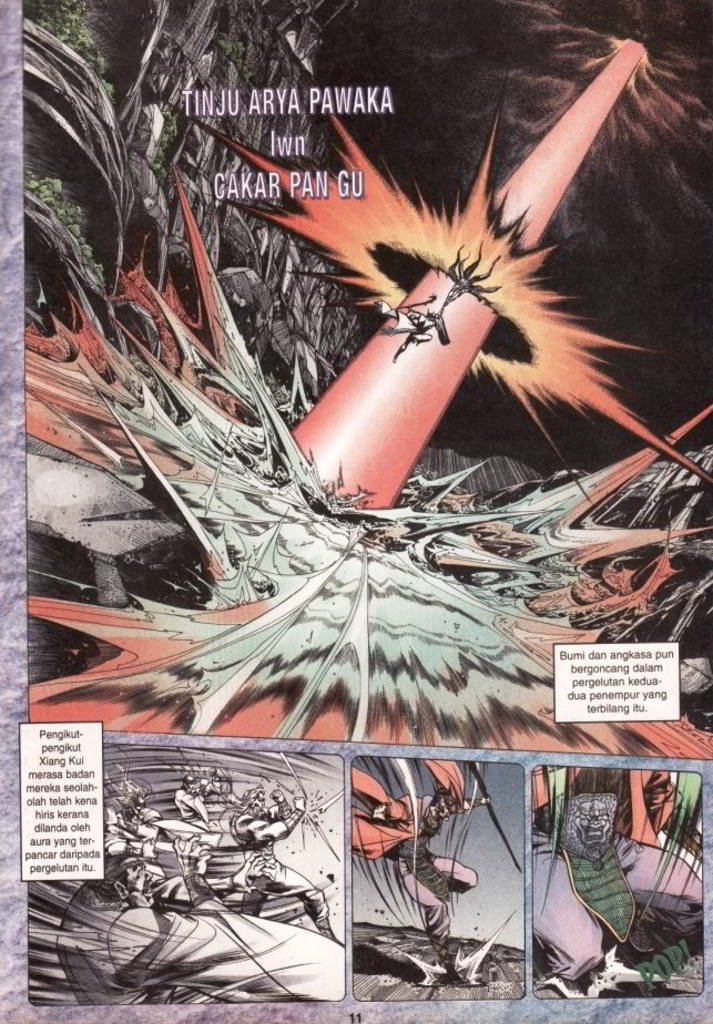 TINJU ARYA PAWAKA
lwn
CAKAR PAN GU
Bumi dan angkasa pun
bergoncang dalam
pergelutan kedua-
dua penempur yang
terbilang itu.
Pengikut-
pengikut
Xiang Kui
merasa badan
mereka seolah-
olah telah kena
hiris kerana
dilanda oleh
aura yang ter-
pancar daripada
pergelutan itu.
POP!
11